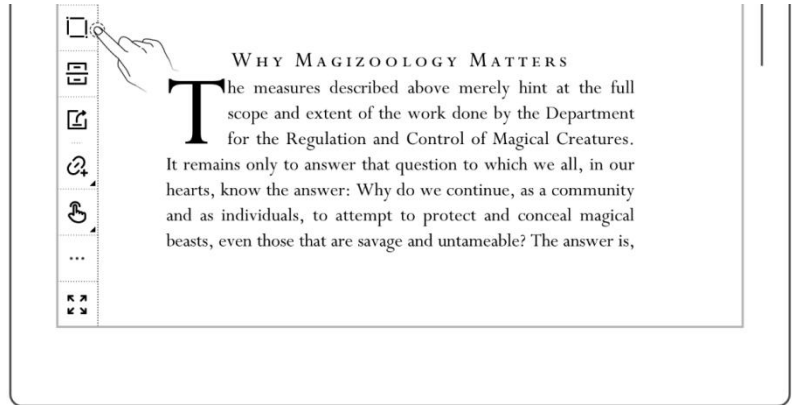 WHY MAGIZOOLOGY MATTERS
The measures described above merely hint at the full
scope and extent of the work done by the Department
for the Regulation and Control of Magical Creatures.
It remains only to answer that question to which we all, in our
hearts, know the answer: Why do we continue, as a community
and as individuals, to attempt to protect and conceal magical
beasts, even those that are savage and untameable? The answer is,